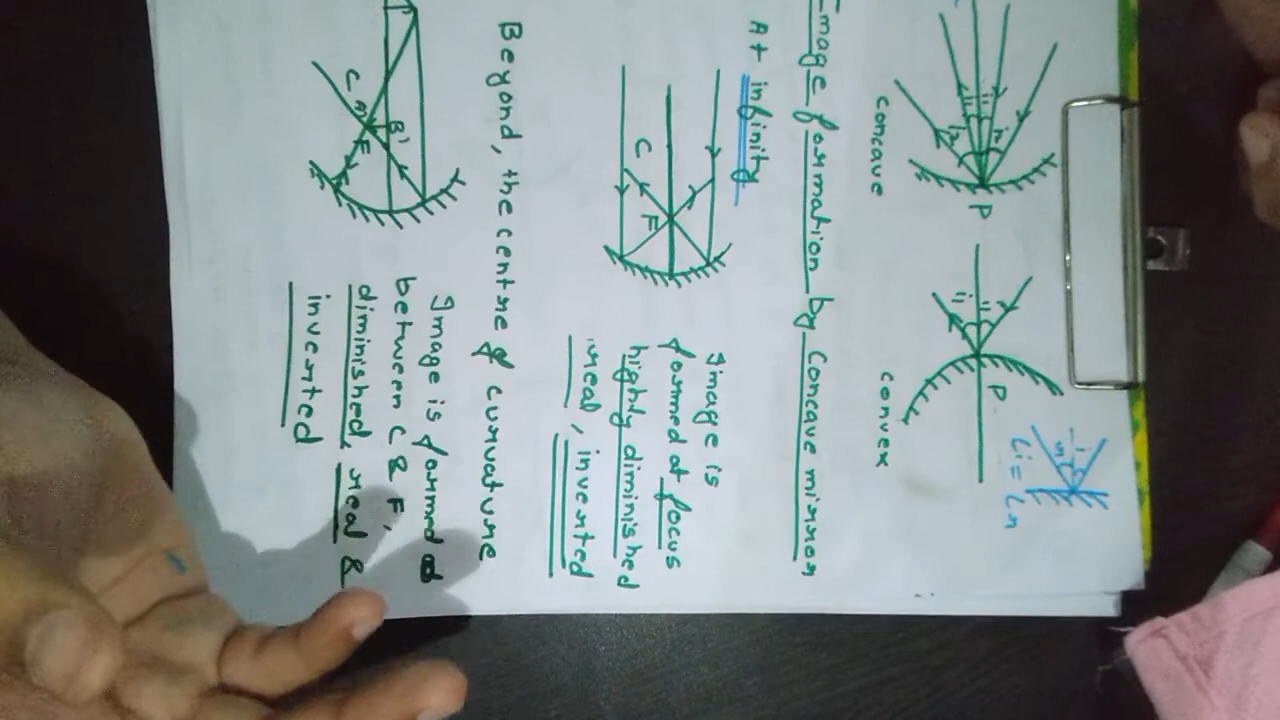 P
P
concave
convex
∠i = ∠r
Image formation by Concave mirror
At infinity
C
F
Image is
formed at focus
highly diminished
real, inverted
Beyond, the centre of curvature
C
A'
F
B'
Image is formed at
between C & F,
diminished, real &
inverted